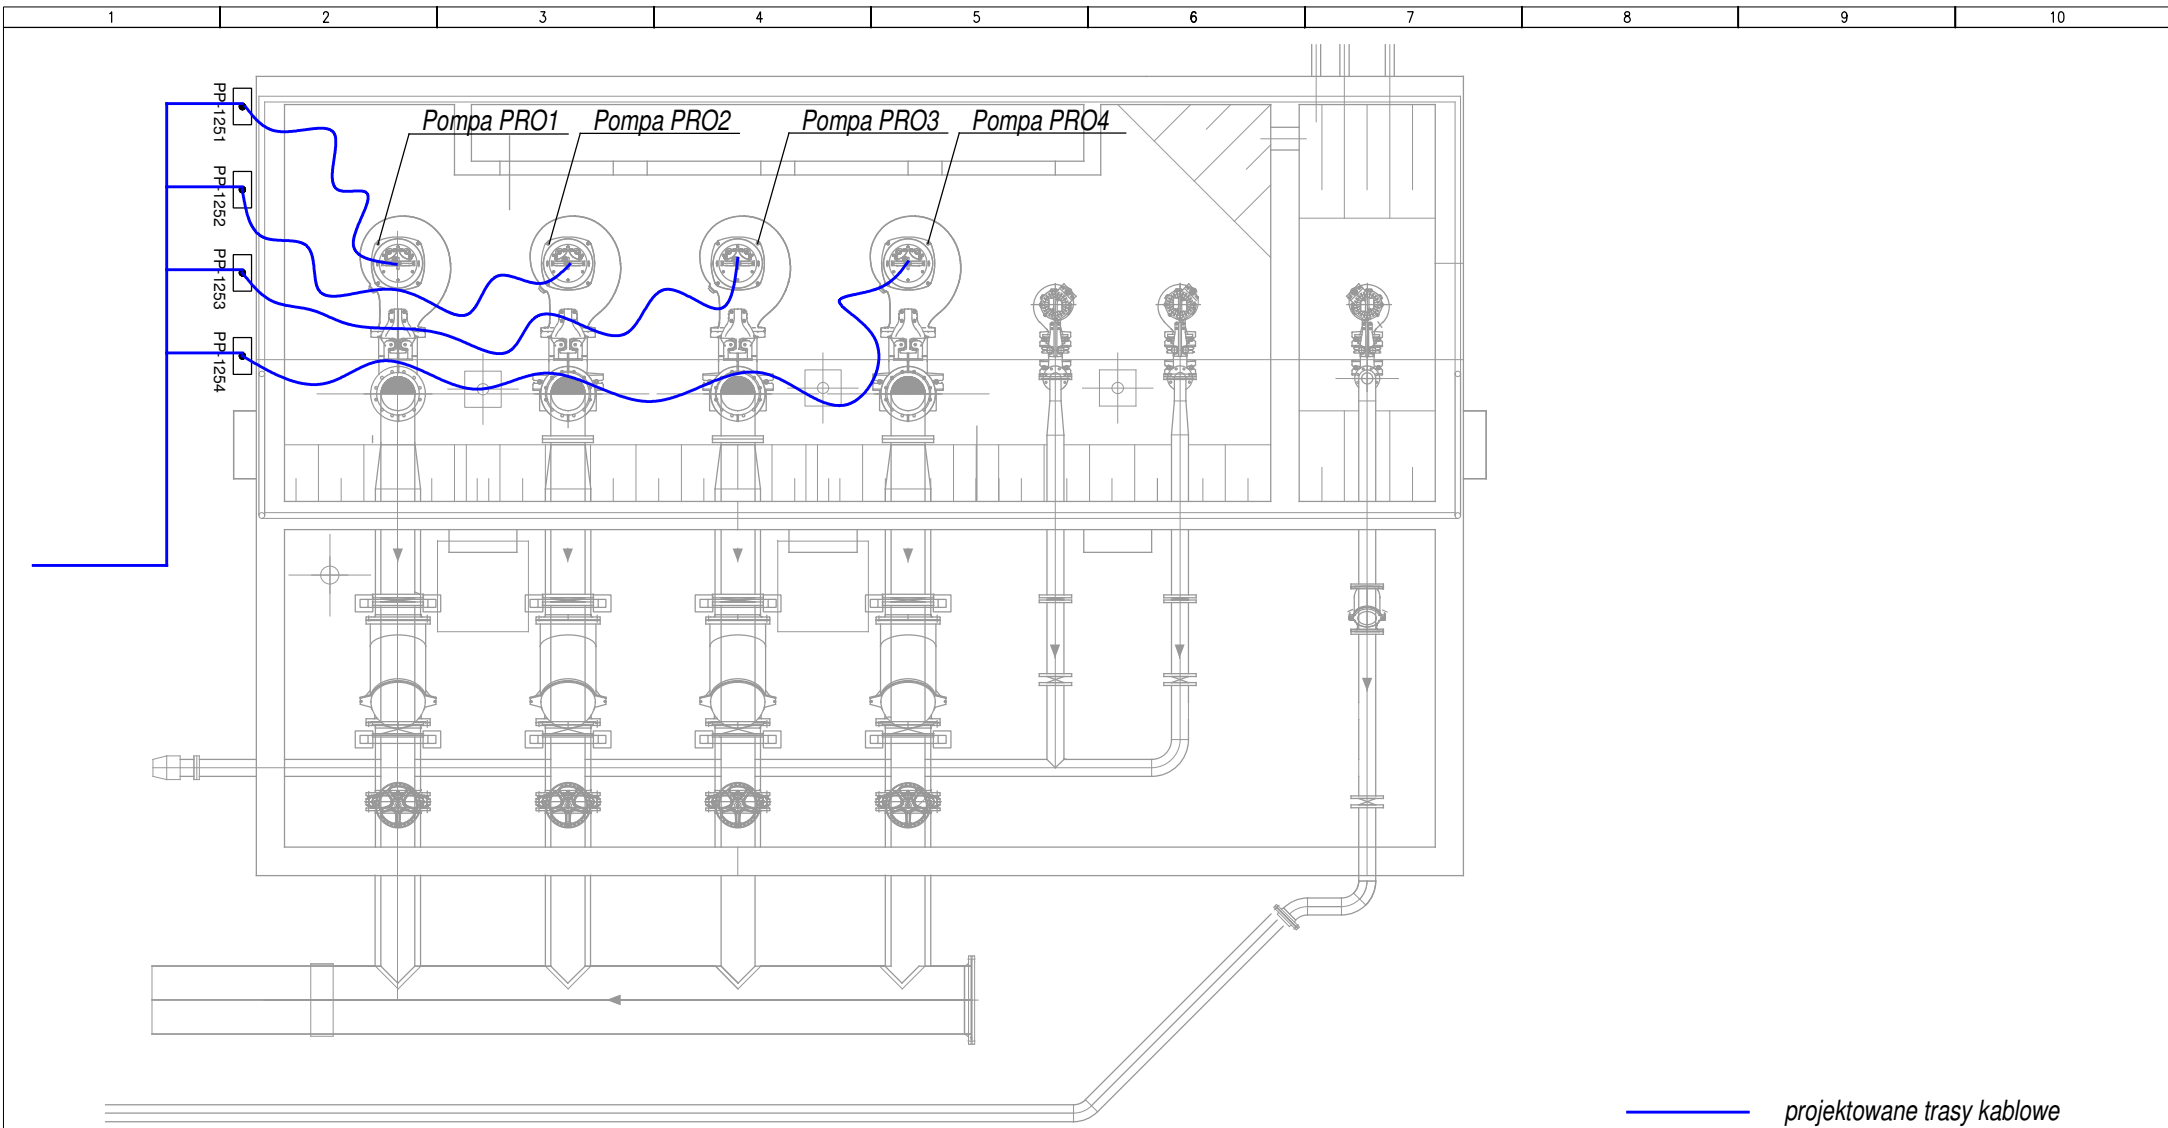 1 2 3 4 5 6 7 8 9 10
PP-1251
Pompa PRO1 Pompa PRO2 Pompa PRO3 Pompa PRO4
PP-1252
PP-1253
PP-1254
projektowane trasy kablowe